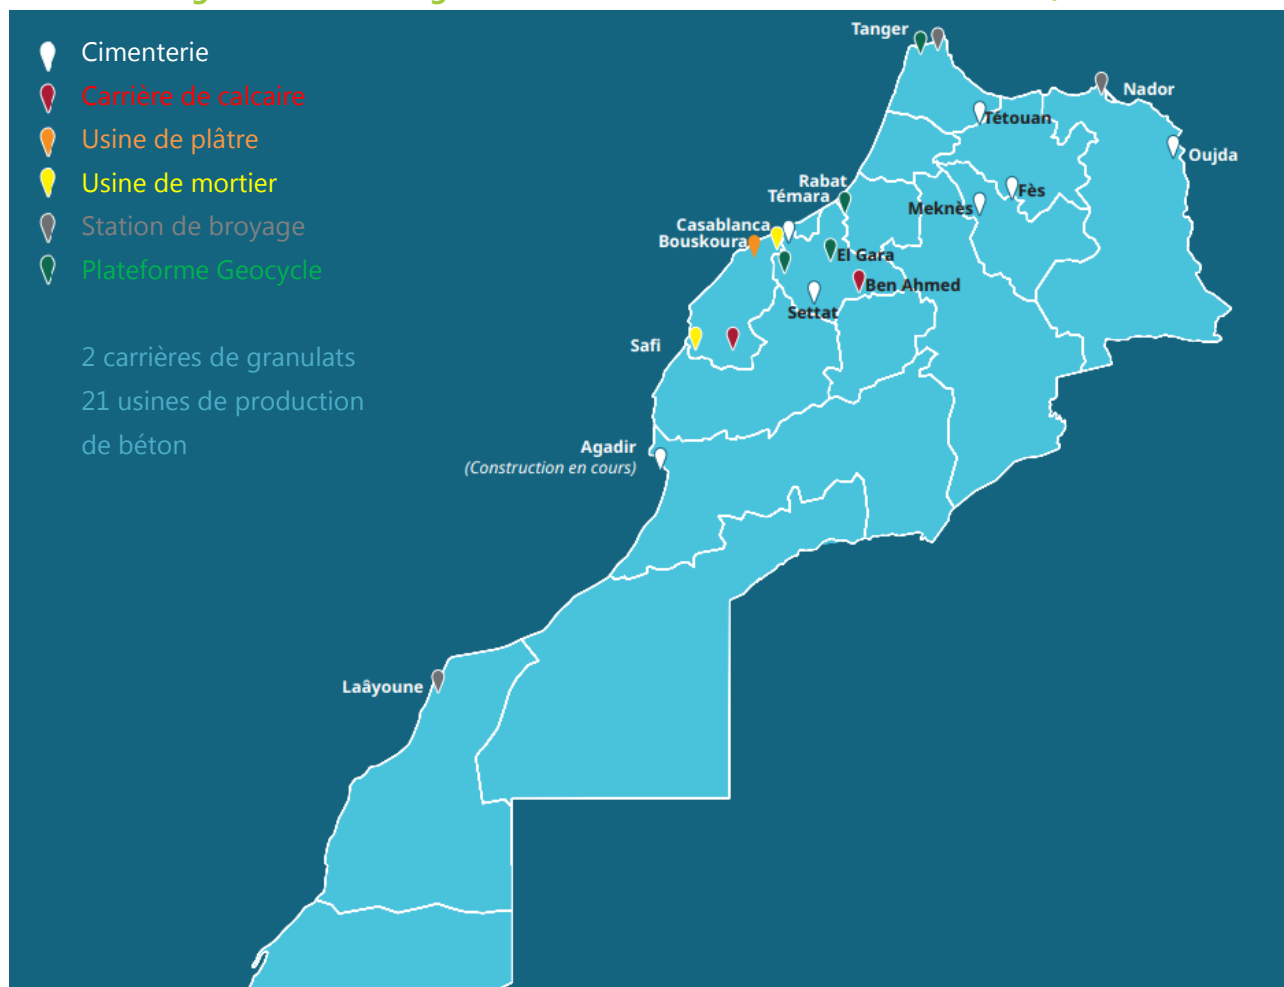 Cimenterie
Carrière de calcaire
Usine de plâtre
Usine de mortier
Station de broyage
Plateforme Geocycle
2 carrières de granulats
21 usines de production
de béton
Tanger
Nador
Tétouan
Oujda
Fès
Meknès
Rabat
Témara
Casablanca
Bouskoura
El Gara
Ben Ahmed
Settat
Safi
Agadir
(Construction en cours)
Laâyoune